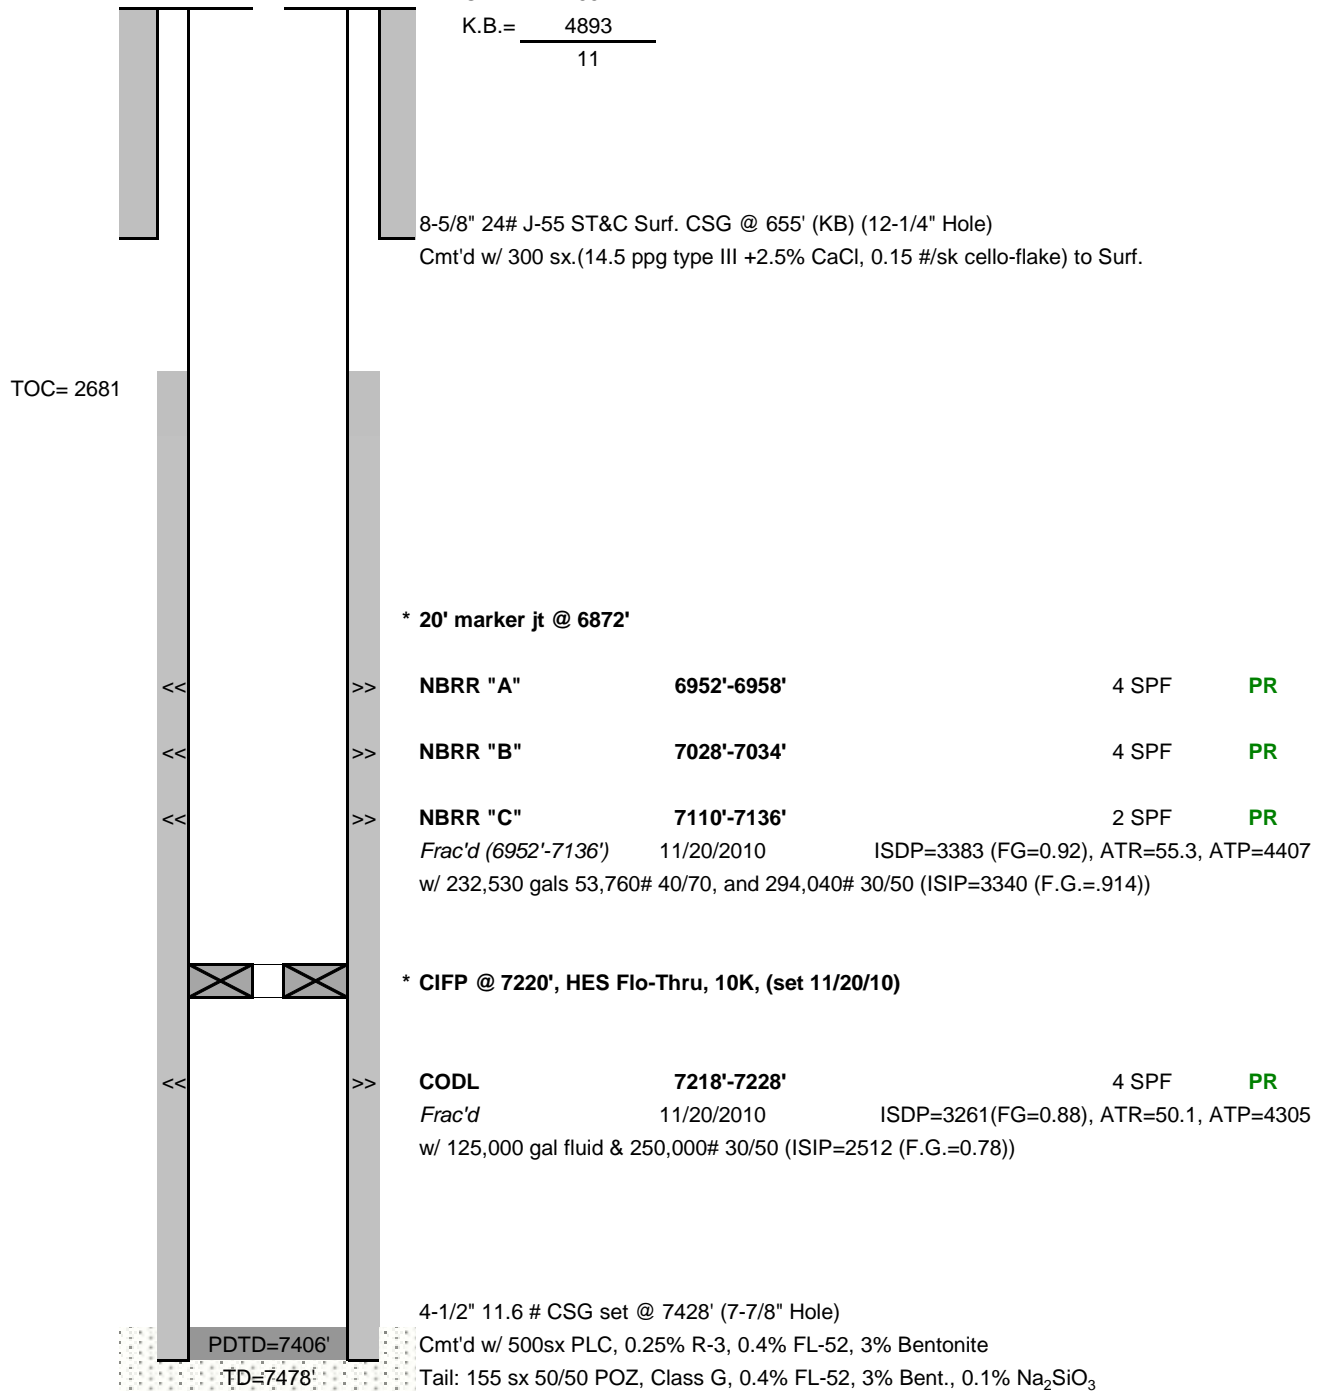 K.B.= 4893
11
8-5/8" 24# J-55 ST&C Surf. CSG @ 655' (KB) (12-1/4" Hole)
Cmt'd w/ 300 sx.(14.5 ppg type III +2.5% CaCl, 0.15 #/sk cello-flake) to Surf.
TOC= 2681
* 20' marker jt @ 6872'
<< >> NBRR "A" 6952'-6958' 4 SPF PR
<< >> NBRR "B" 7028'-7034' 4 SPF PR
<< >> NBRR "C" 7110'-7136' 2 SPF PR
Frac'd (6952'-7136') 11/20/2010 ISDP=3383 (FG=0.92), ATR=55.3, ATP=4407
w/ 232,530 gals 53,760# 40/70, and 294,040# 30/50 (ISIP=3340 (F.G.=.914))
* CIFP @ 7220', HES Flo-Thru, 10K, (set 11/20/10)
<< >> CODL 7218'-7228' 4 SPF PR
Frac'd 11/20/2010 ISDP=3261(FG=0.88), ATR=50.1, ATP=4305
w/ 125,000 gal fluid & 250,000# 30/50 (ISIP=2512 (F.G.=0.78))
4-1/2" 11.6 # CSG set @ 7428' (7-7/8" Hole)
PDTD=7406' Cmt'd w/ 500sx PLC, 0.25% R-3, 0.4% FL-52, 3% Bentonite
TD=7478' Tail: 155 sx 50/50 POZ, Class G, 0.4% FL-52, 3% Bent., 0.1% Na₂SiO₃